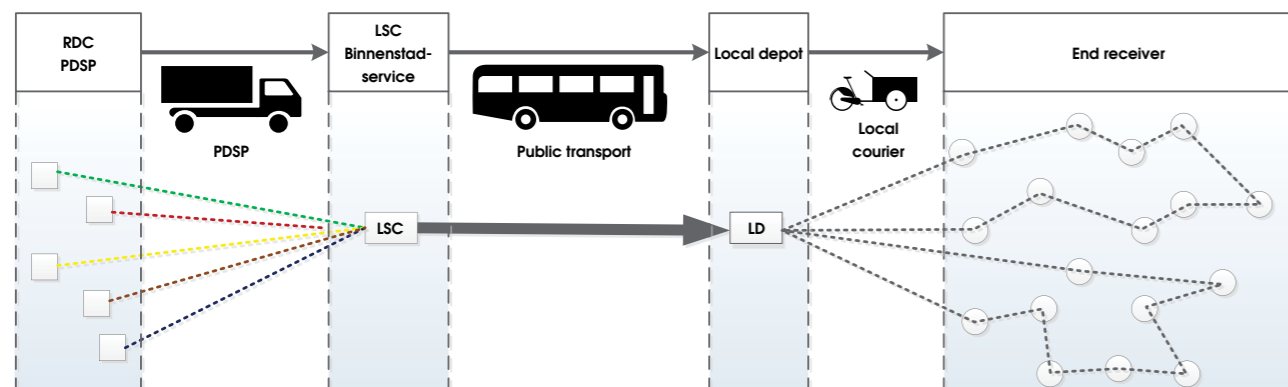 RDC
PDSP
LSC
Binnenstad-
service
Local depot
End receiver
PDSP
Public transport
Local
courier
LSC
LD